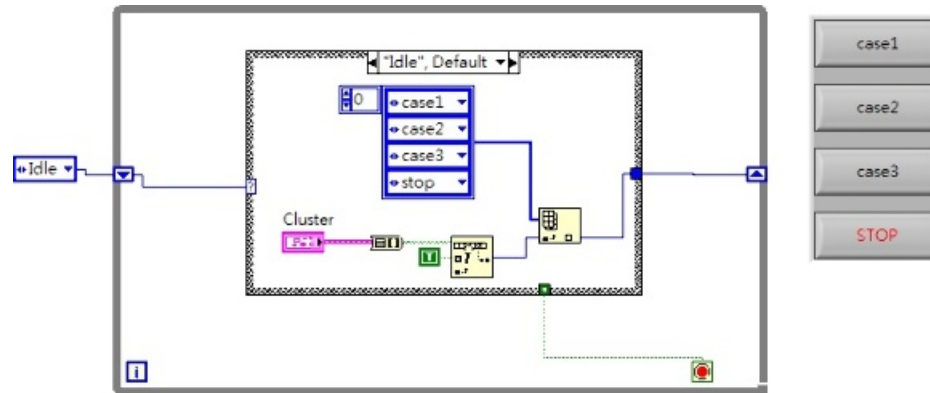 "Idle", Default
0
case1
case2
case3
stop
Idle
Cluster
T
i
case1
case2
case3
STOP